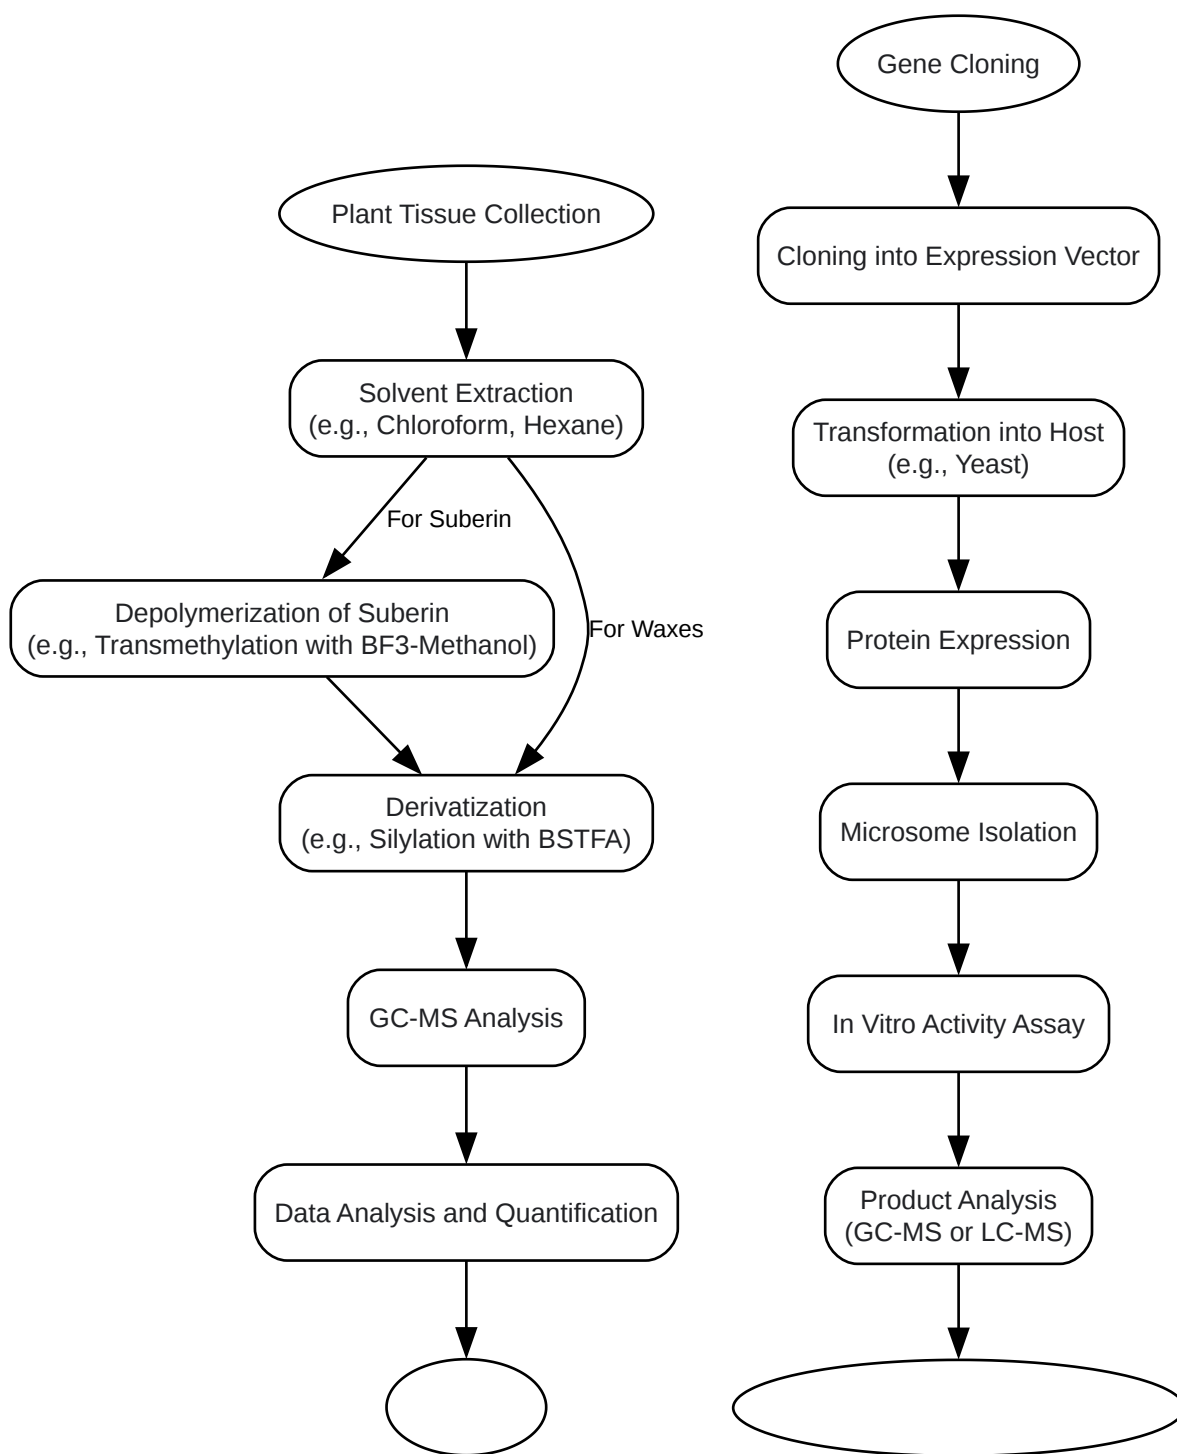 Plant Tissue Collection
Solvent Extraction
(e.g., Chloroform, Hexane)
For Suberin
For Waxes
Depolymerization of Suberin
(e.g., Transmethylation with BF3-Methanol)
Derivatization
(e.g., Silylation with BSTFA)
GC-MS Analysis
Data Analysis and Quantification
Gene Cloning
Cloning into Expression Vector
Transformation into Host
(e.g., Yeast)
Protein Expression
Microsome Isolation
In Vitro Activity Assay
Product Analysis
(GC-MS or LC-MS)